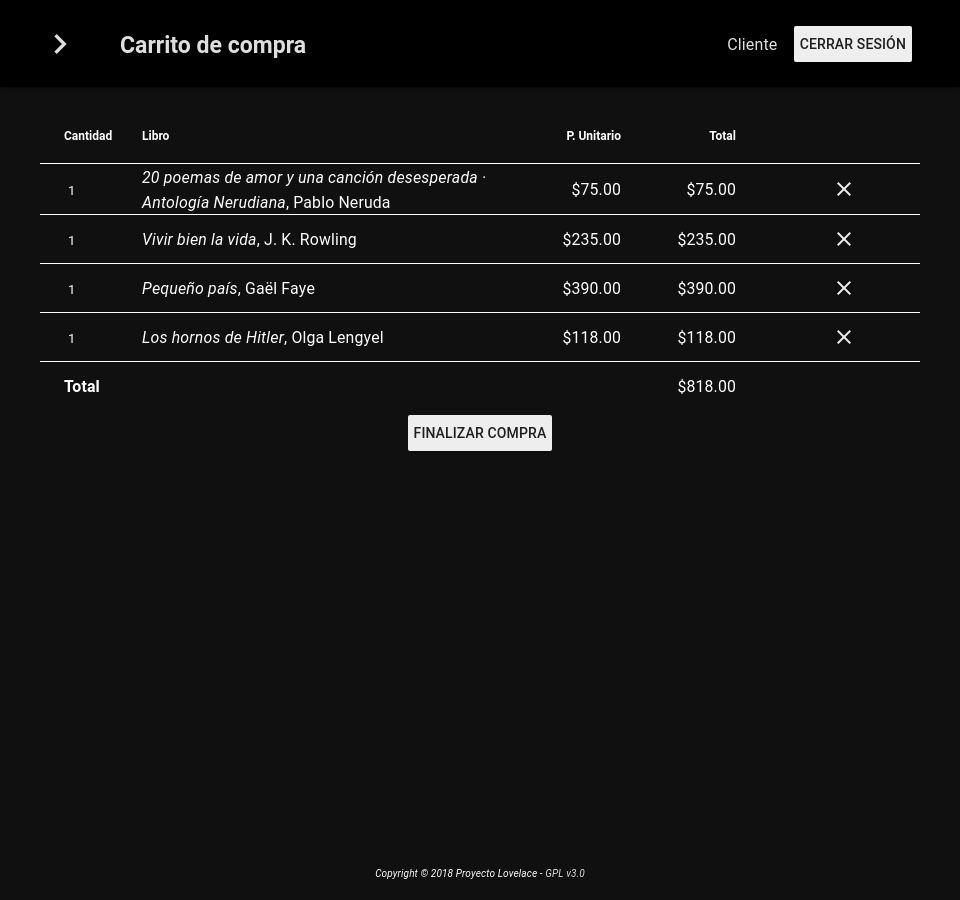 Carrito de compra Cliente CERRAR SESIÓN
Cantidad Libro P. Unitario Total
20 poemas de amor y una canción desesperada ·
1 Antología Nerudiana, Pablo Neruda $75.00 $75.00
1 Vivir bien la vida, J. K. Rowling $235.00 $235.00
1 Pequeño país, Gaël Faye $390.00 $390.00
1 Los hornos de Hitler, Olga Lengyel $118.00 $118.00
Total $818.00
FINALIZAR COMPRA
Copyright © 2018 Proyecto Lovelace - GPL v3.0